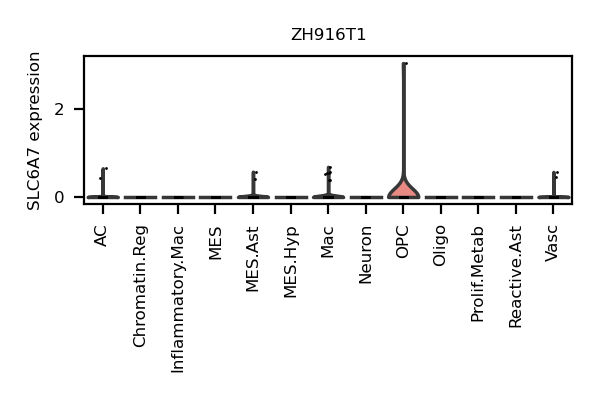 ZH916T1
SLC6A7 expression
2
0
AC
Chromatin.Reg
Inflammatory.Mac
MES
MES.Ast
MES.Hyp
Mac
Neuron
OPC
Oligo
Prolif.Metab
Reactive.Ast
Vasc